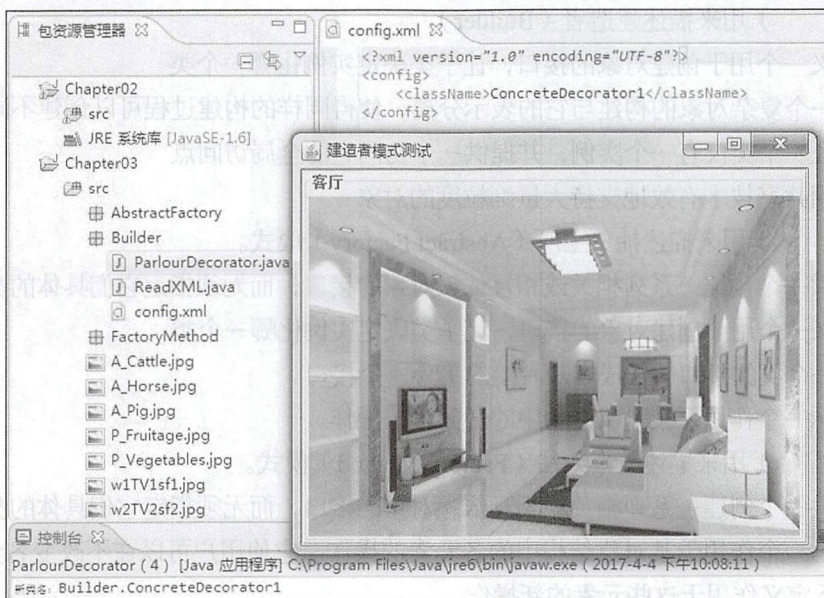 包资源管理器
Chapter02
src
JRE 系统库 [JavaSE-1.6]
Chapter03
src
AbstractFactory
Builder
ParlourDecorator.java
ReadXML.java
config.xml
FactoryMethod
A_Cattle.jpg
A_Horse.jpg
A_Pig.jpg
P_Fruitage.jpg
P_Vegetables.jpg
w1TV1sf1.jpg
w2TV2sf2.jpg
config.xml
<?xml version="1.0" encoding="UTF-8"?>
<config>
<className>ConcreteDecorator1</className>
</config>
建造者模式测试
客厅
控制台
ParlourDecorator (4) [Java 应用程序] C:\Program Files\Java\jre6\bin\javaw.exe ( 2017-4-4 下午10:08:11 )
新类名: Builder.ConcreteDecorator1